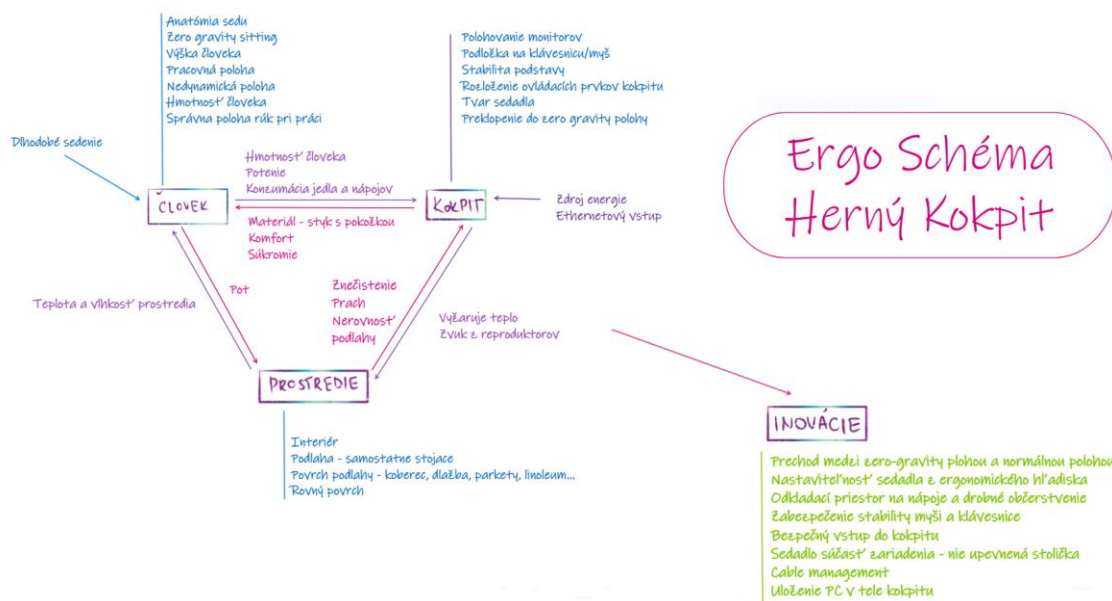 Anatómia sedu
Zero gravity sitting
Výška človeka
Pracovná poloha
Nedynamická poloha
Hmotnosť človeka
Správna poloha rúk pri práci
Polohovanie monitorov
Podložka na klávesnicu/myš
Stabilita podstavy
Rozloženie ovládacích prvkov kokpitu
Tvar sedadla
Preklopenie do zero gravity polohy
Ergo Schéma
Herný Kokpit
Dlhodobé sedenie
Hmotnosť človeka
Potenie
Konzumácia jedla a nápojov
ČLOVEK
KOKPIT
Zdroj energie
Ethernetový vstup
Materiál - styk s pokožkou
Komfort
Súkromie
Teplota a vlhkosť prostredia
Pot
Znečistenie
Prach
Nerovnosť
podlahy
Vyžaruje teplo
Zvuk z reproduktorov
PROSTREDIE
Interiér
Podlaha - samostatne stojace
Povrch podlahy - koberec, dlažba, parkety, linoleum...
Rovný povrch
INOVÁCIE
Prechod medzi zero-gravity plohou a normálnou polohou
Nastaviteľnosť sedadla z ergonomického hľadiska
Odkladací priestor na nápoje a drobné občerstvenie
Zabezpečenie stability myši a klávesnice
Bezpečný vstup do kokpitu
Sedadlo súčasť zariadenia - nie upevnená stolička
Cable management
Uloženie PC v tele kokpitu